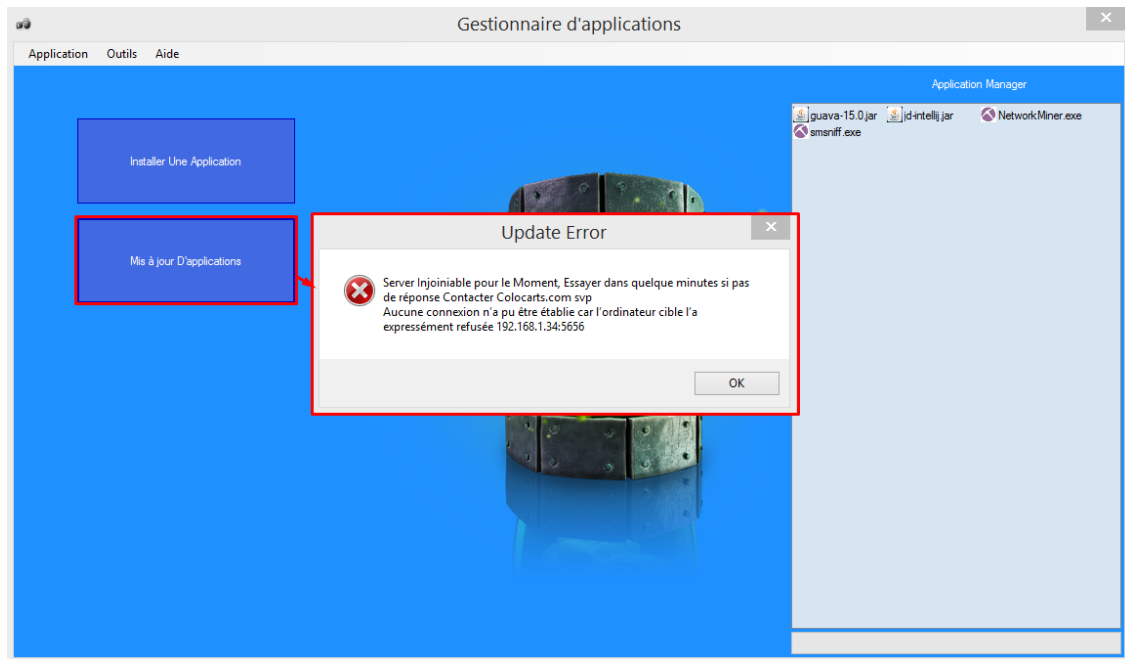 Gestionnaire d'applications
Application Outils Aide
Application Manager
guava-15.0.jar jd-intellij.jar NetworkMiner.exe
smsniff.exe
Installer Une Application
Mis à jour D'applications
Update Error
Server Injoiniable pour le Moment, Essayer dans quelque minutes si pas
de réponse Contacter Colocarts.com svp
Aucune connexion n'a pu être établie car l'ordinateur cible l'a
expressément refusée 192.168.1.34:5656
OK